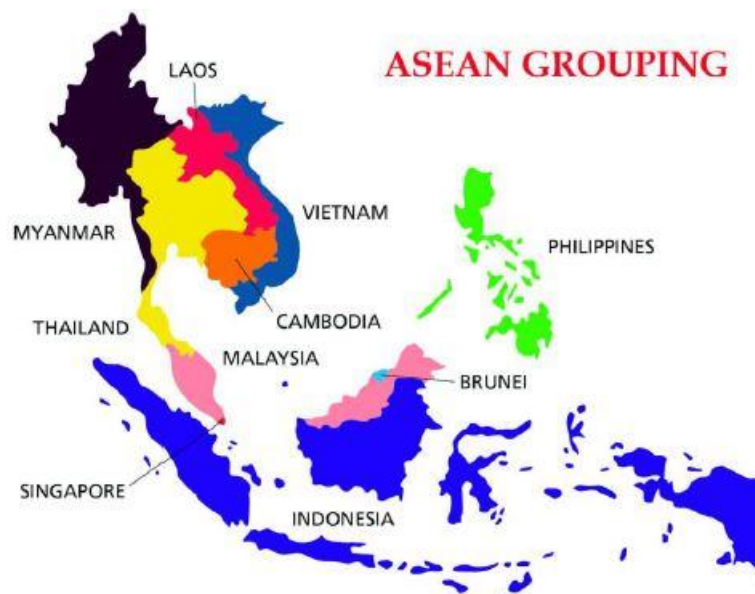 LAOS
ASEAN GROUPING
MYANMAR
VIETNAM
PHILIPPINES
THAILAND
CAMBODIA
MALAYSIA
BRUNEI
SINGAPORE
INDONESIA